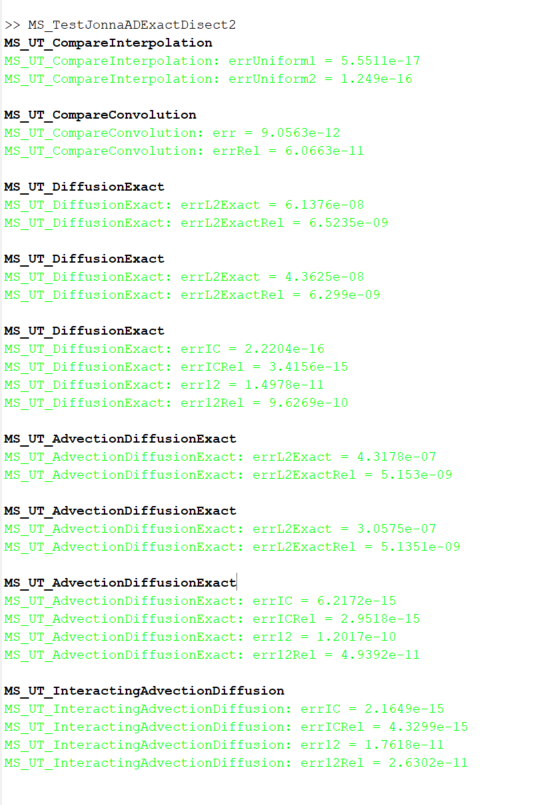 >> MS_TestJonnaADExactDisect2
MS_UT_CompareInterpolation
MS_UT_CompareInterpolation: errUniform1 = 5.5511e-17
MS_UT_CompareInterpolation: errUniform2 = 1.249e-16
MS_UT_CompareConvolution
MS_UT_CompareConvolution: err = 9.0563e-12
MS_UT_CompareConvolution: errRel = 6.0663e-11
MS_UT_DiffusionExact
MS_UT_DiffusionExact: errL2Exact = 6.1376e-08
MS_UT_DiffusionExact: errL2ExactRel = 6.5235e-09
MS_UT_DiffusionExact
MS_UT_DiffusionExact: errL2Exact = 4.3625e-08
MS_UT_DiffusionExact: errL2ExactRel = 6.299e-09
MS_UT_DiffusionExact
MS_UT_DiffusionExact: errIC = 2.2204e-16
MS_UT_DiffusionExact: errICRel = 3.4156e-15
MS_UT_DiffusionExact: err12 = 1.4978e-11
MS_UT_DiffusionExact: err12Rel = 9.6269e-10
MS_UT_AdvectionDiffusionExact
MS_UT_AdvectionDiffusionExact: errL2Exact = 4.3178e-07
MS_UT_AdvectionDiffusionExact: errL2ExactRel = 5.153e-09
MS_UT_AdvectionDiffusionExact
MS_UT_AdvectionDiffusionExact: errL2Exact = 3.0575e-07
MS_UT_AdvectionDiffusionExact: errL2ExactRel = 5.1351e-09
MS_UT_AdvectionDiffusionExact
MS_UT_AdvectionDiffusionExact: errIC = 6.2172e-15
MS_UT_AdvectionDiffusionExact: errICRel = 2.9518e-15
MS_UT_AdvectionDiffusionExact: err12 = 1.2017e-10
MS_UT_AdvectionDiffusionExact: err12Rel = 4.9392e-11
MS_UT_InteractingAdvectionDiffusion
MS_UT_InteractingAdvectionDiffusion: errIC = 2.1649e-15
MS_UT_InteractingAdvectionDiffusion: errICRel = 4.3299e-15
MS_UT_InteractingAdvectionDiffusion: err12 = 1.7618e-11
MS_UT_InteractingAdvectionDiffusion: err12Rel = 2.6302e-11